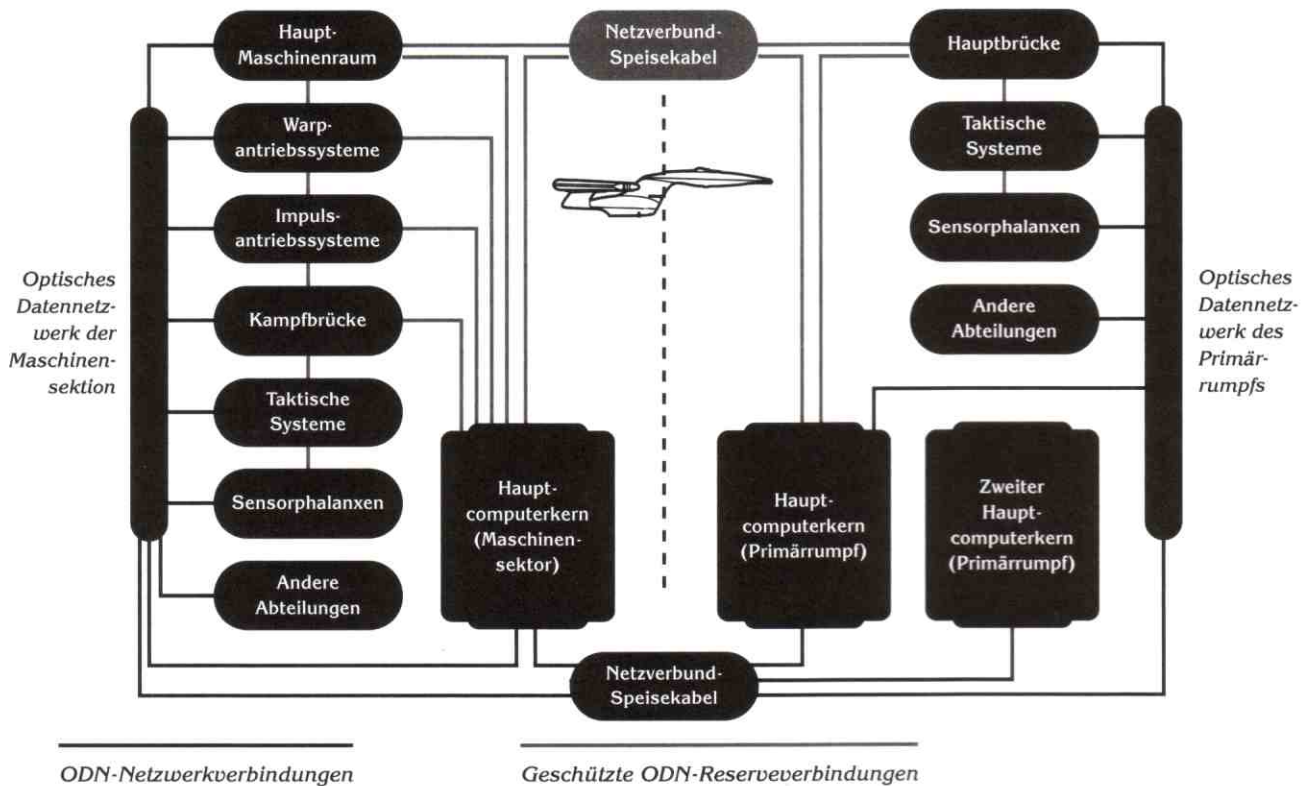 Haupt-
Maschinenraum
Netzverbund-
Speisekabel
Hauptbrücke
Warp-
antriebssysteme
Taktische
Systeme
Impuls-
antriebssysteme
Sensorphalanxen
Optisches
Datennetz-
werk der
Maschinen-
sektion
Kampfbrücke
Andere
Abteilungen
Optisches
Datennetz-
werk des
Primär-
rumpfs
Taktische
Systeme
Sensorphalanxen
Andere
Abteilungen
Haupt-
computerkern
(Maschinen-
sektor)
Haupt-
computerkern
(Primärrumpf)
Zweiter
Haupt-
computerkern
(Primärrumpf)
Netzverbund-
Speisekabel
ODN-Netzwerkverbindungen
Geschützte ODN-Reserveverbindungen